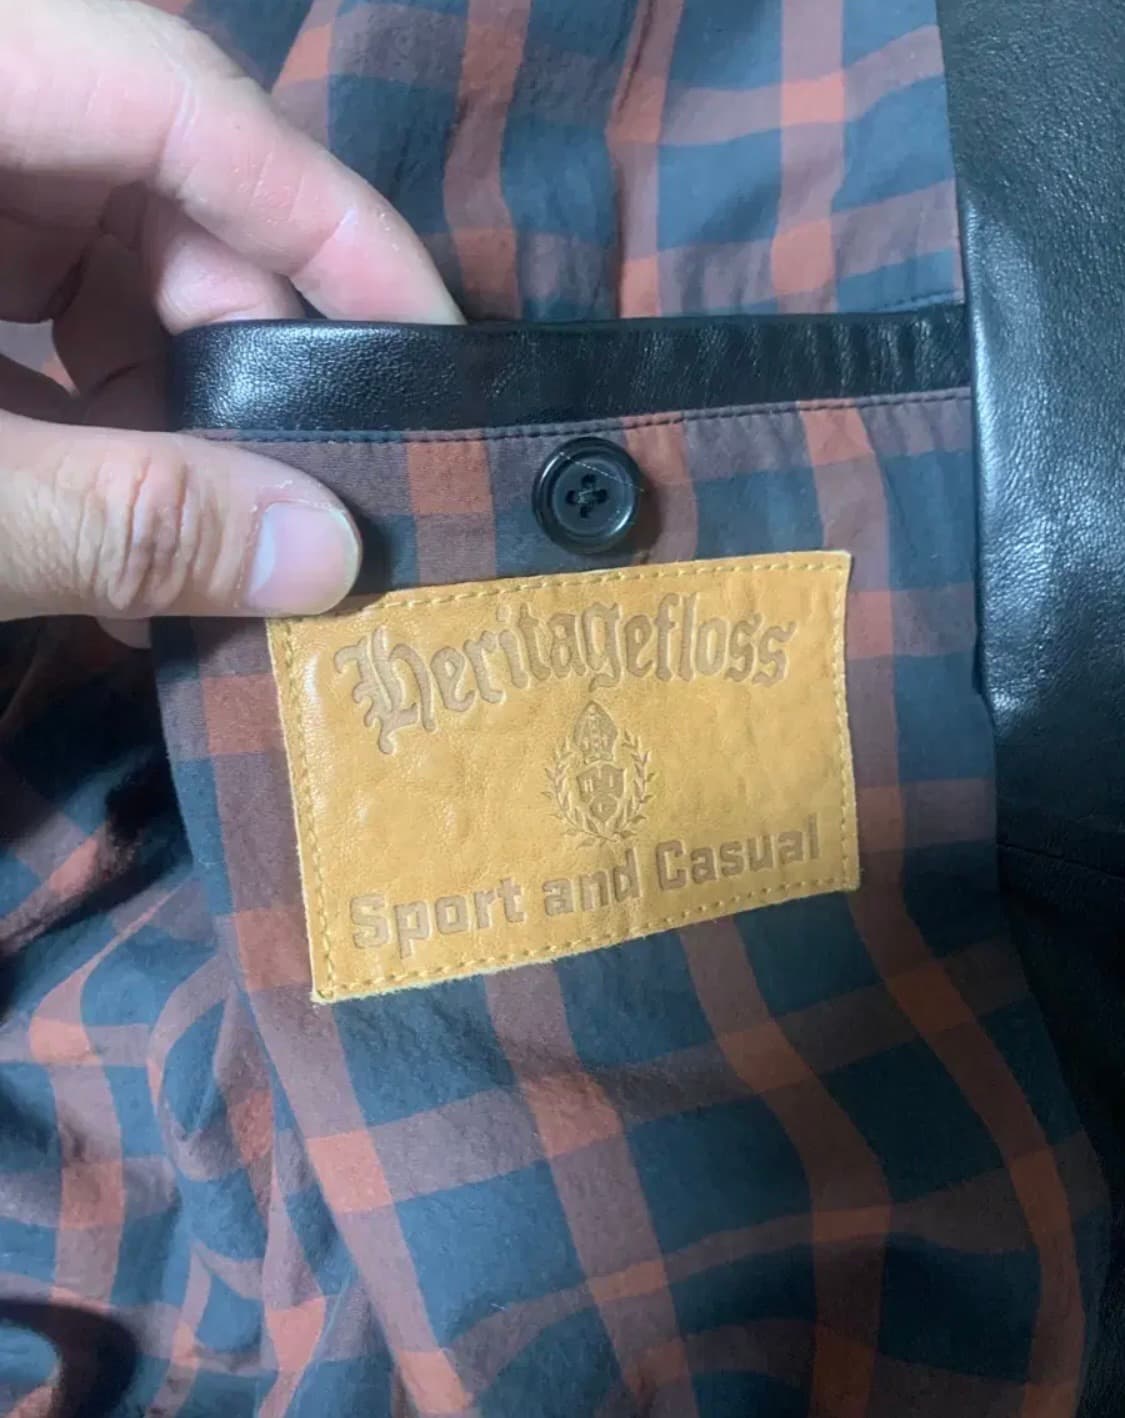 Heritagefloss
Sport and Casual